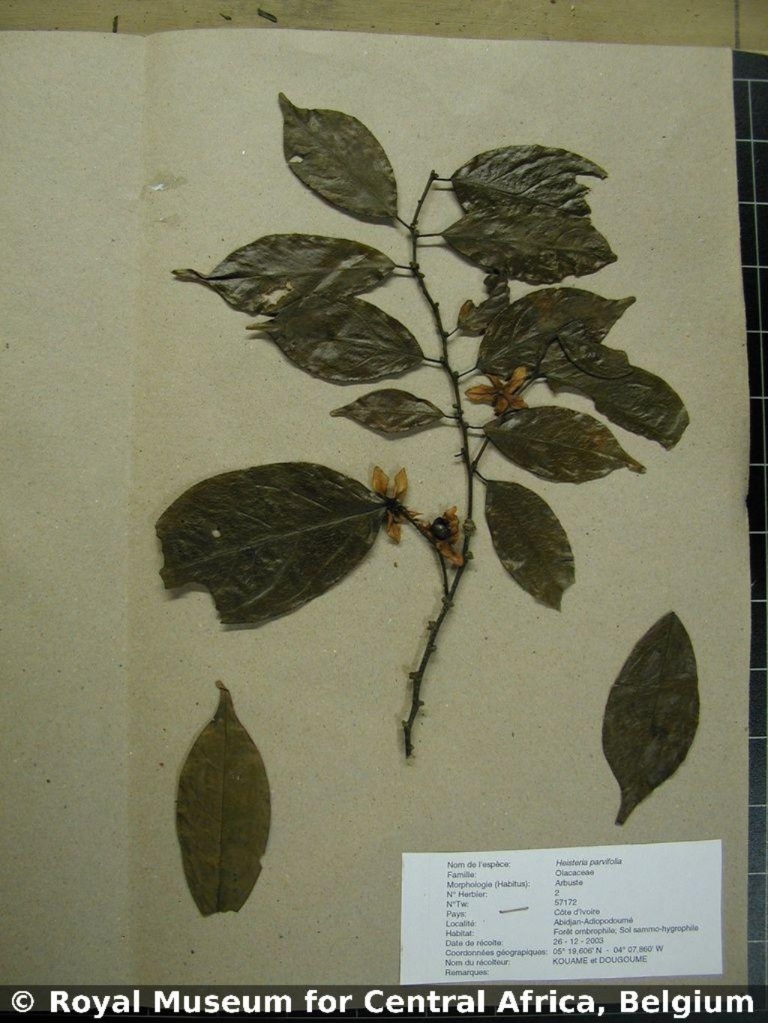 Nom de l'espèce: Heisteria parvifolia
Famille: Olacaceae
Morphologie (Habitus): Arbuste
N° Herbier: 2
N°Tw: 57172
Pays: Côte d'Ivoire
Localité: Abidjan-Adiopodoumé
Habitat: Forêt ombrophile; Sol sammo-hygrophile
Date de récolte: 26 - 12 - 2003
Coordonnées géograpiques: 05° 19,606' N - 04° 07,860' W
Nom du récolteur: KOUAME et DOUGOUME
Remarques:
© Royal Museum for Central Africa, Belgium